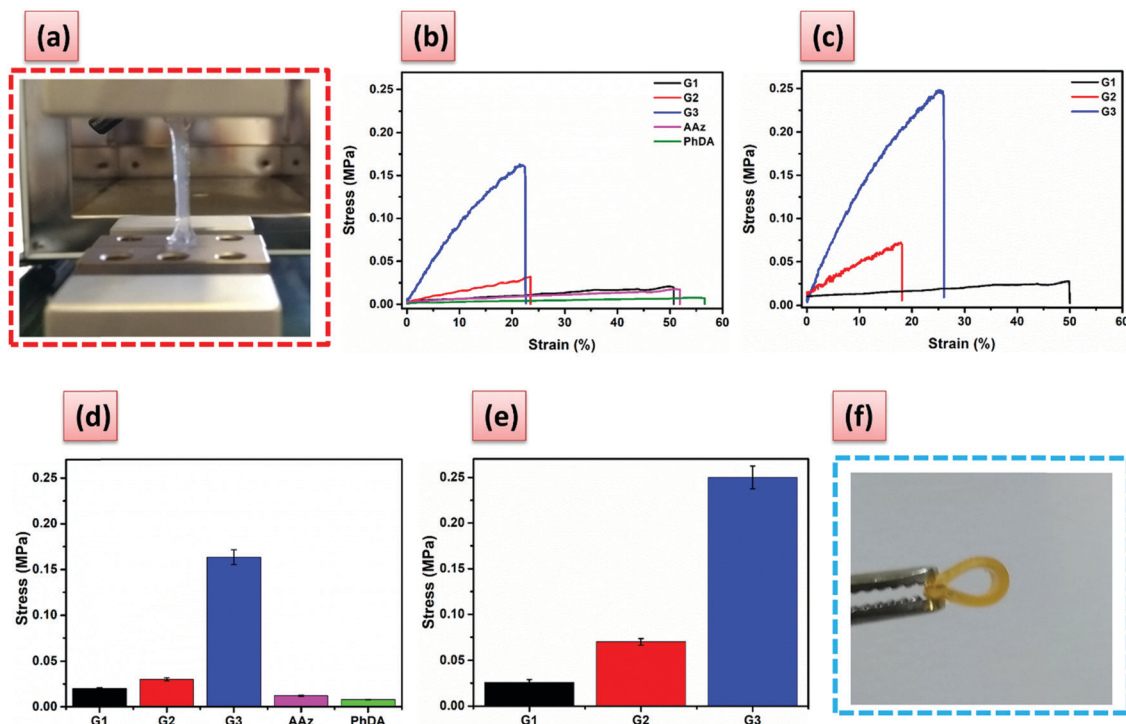 (a)
(b)
0.25
0.20
0.15
0.10
0.05
0.00
Stress (MPa)
0 10 20 30 40 50 60
Strain (%)
G1
G2
G3
AAz
PhDA
(c)
0.25
0.20
0.15
0.10
0.05
0.00
Stress (MPa)
0 10 20 30 40 50 60
Strain (%)
G1
G2
G3
(d)
0.25
0.20
0.15
0.10
0.05
0.00
Stress (MPa)
G1 G2 G3 AAz PhDA
(e)
0.25
0.20
0.15
0.10
0.05
0.00
Stress (MPa)
G1 G2 G3
(f)